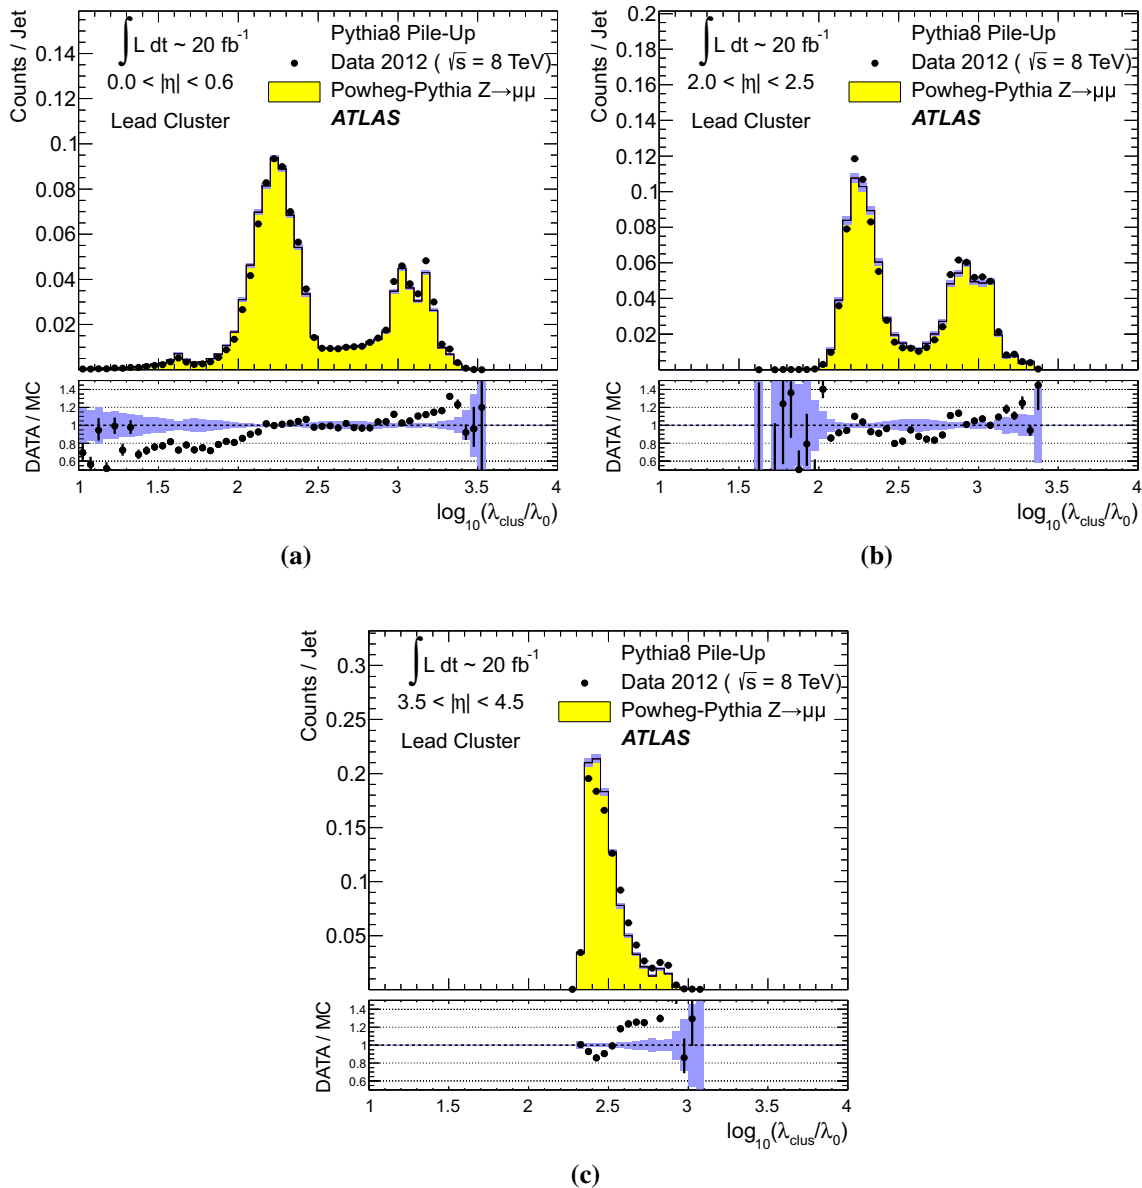 Counts / Jet
∫ L dt ~ 20 fb⁻¹
0.0 < |η| < 0.6
Lead Cluster
Pythia8 Pile-Up
Data 2012 ( √s = 8 TeV)
Powheg-Pythia Z→μμ
ATLAS
0.14
0.12
0.1
0.08
0.06
0.04
0.02
DATA / MC
1.4
1.2
1
0.8
0.6
1 1.5 2 2.5 3 3.5 4
log₁₀(λ_clus/λ₀)
(a)
Counts / Jet
∫ L dt ~ 20 fb⁻¹
2.0 < |η| < 2.5
Lead Cluster
Pythia8 Pile-Up
Data 2012 ( √s = 8 TeV)
Powheg-Pythia Z→μμ
ATLAS
0.2
0.18
0.16
0.14
0.12
0.1
0.08
0.06
0.04
0.02
DATA / MC
1.4
1.2
1
0.8
0.6
1 1.5 2 2.5 3 3.5 4
log₁₀(λ_clus/λ₀)
(b)
Counts / Jet
∫ L dt ~ 20 fb⁻¹
3.5 < |η| < 4.5
Lead Cluster
Pythia8 Pile-Up
Data 2012 ( √s = 8 TeV)
Powheg-Pythia Z→μμ
ATLAS
0.3
0.25
0.2
0.15
0.1
0.05
DATA / MC
1.4
1.2
1
0.8
0.6
1 1.5 2 2.5 3 3.5 4
log₁₀(λ_clus/λ₀)
(c)